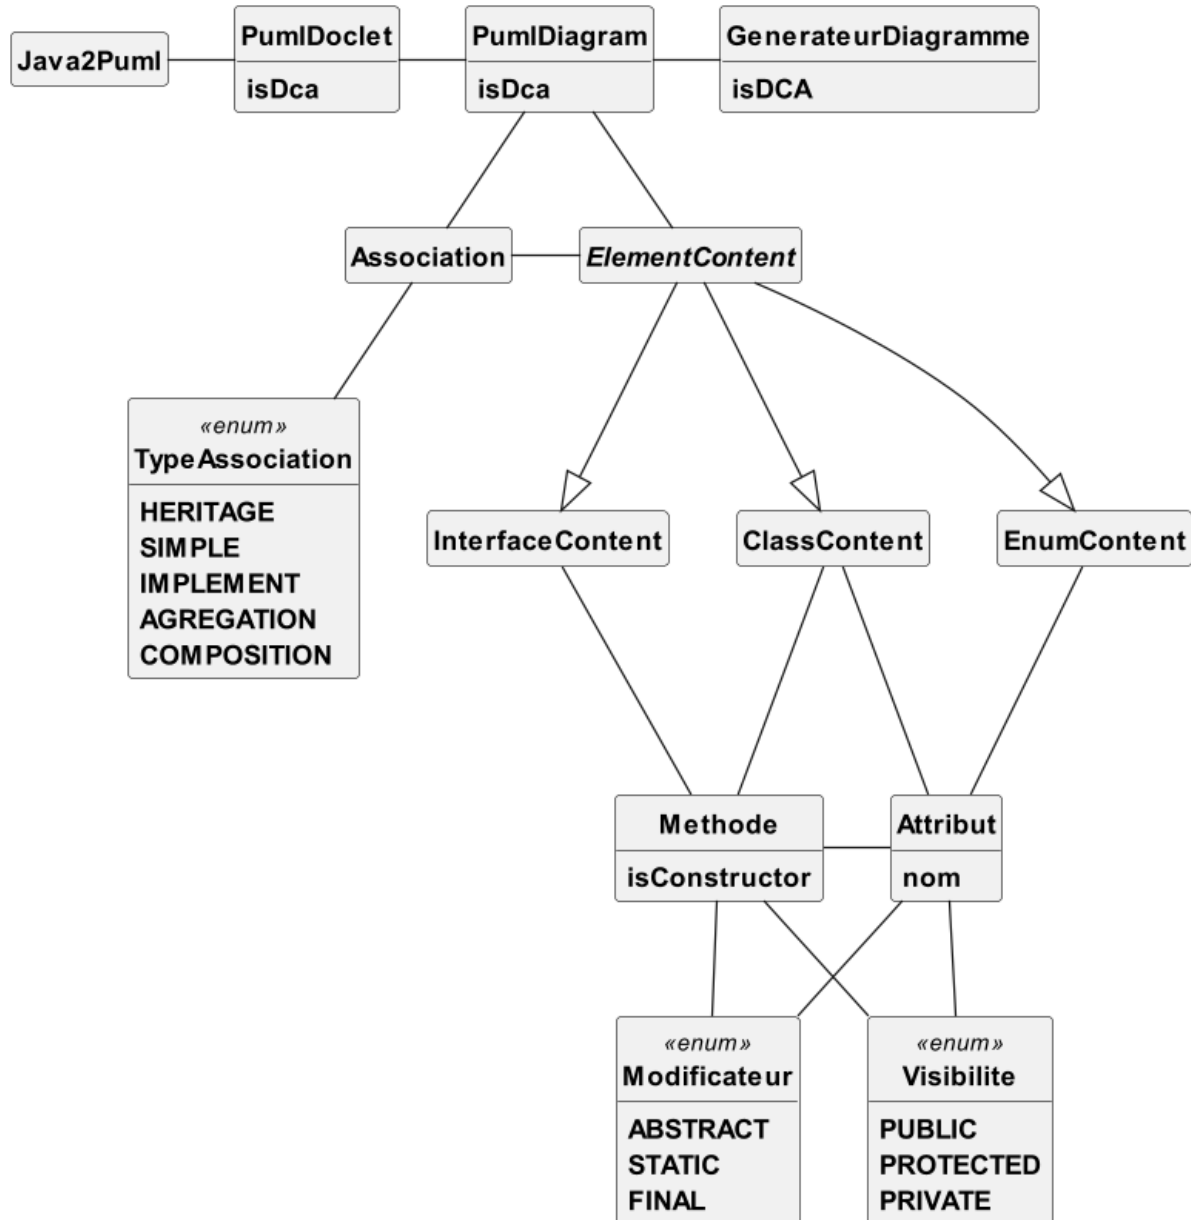 Java2Puml
PumlDoclet
isDca
PumlDiagram
isDca
GenerateurDiagramme
isDCA
Association
ElementContent
«enum»
TypeAssociation
HERITAGE
SIMPLE
IMPLEMENT
AGREGATION
COMPOSITION
InterfaceContent
ClassContent
EnumContent
Methode
isConstructor
Attribut
nom
«enum»
Modificateur
ABSTRACT
STATIC
FINAL
«enum»
Visibilite
PUBLIC
PROTECTED
PRIVATE